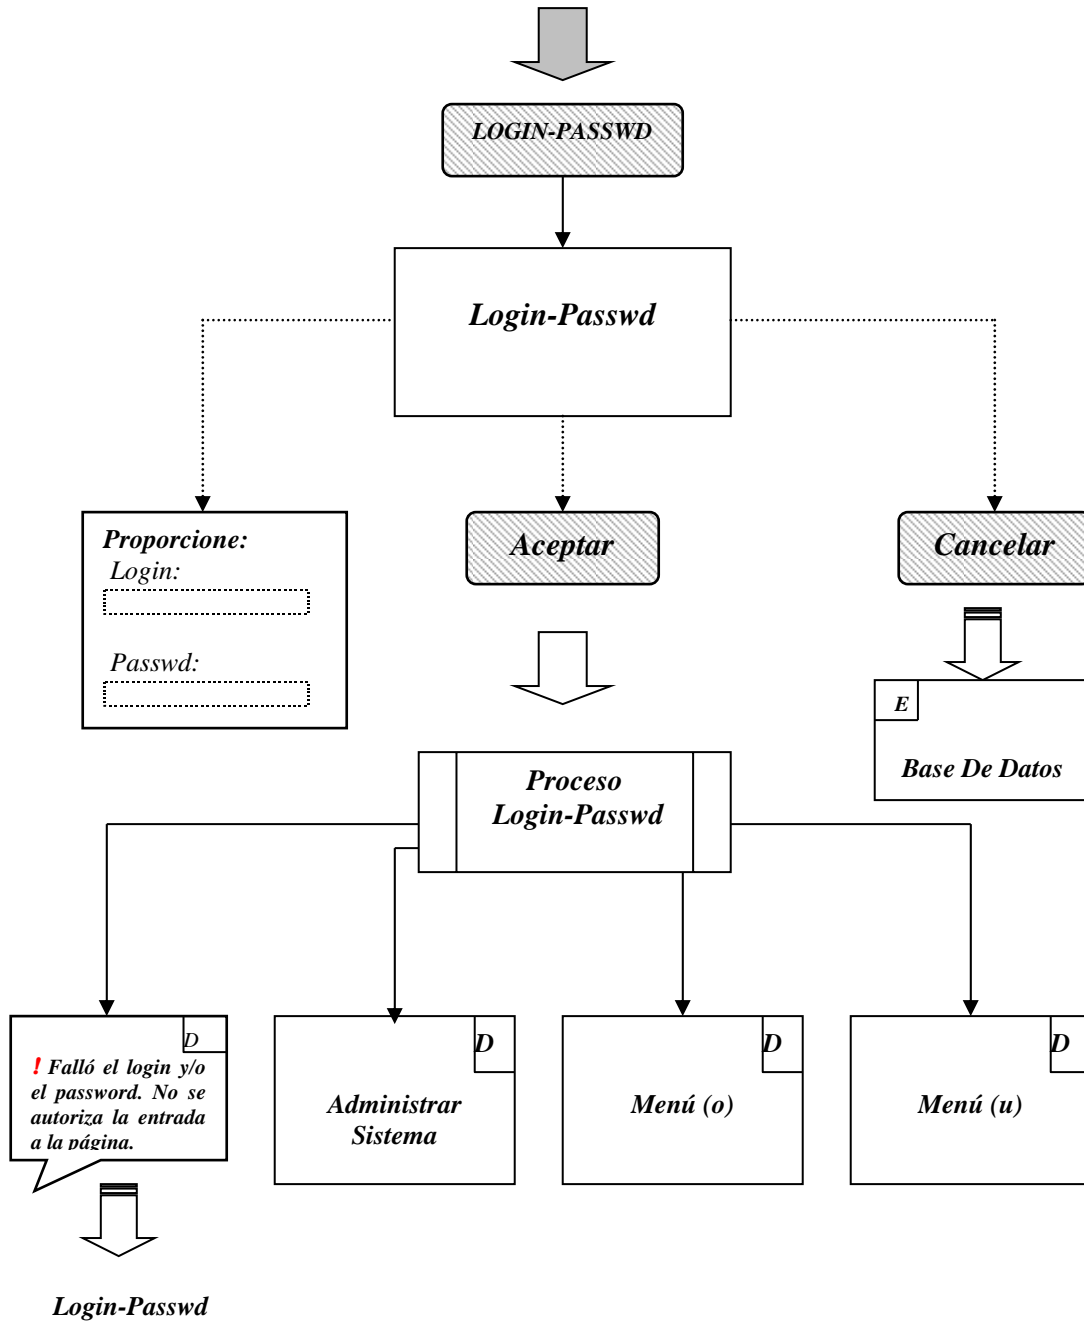 LOGIN-PASSWD
Login-Passwd
Proporcione:
Login:
Passwd:
Aceptar
Cancelar
E
Base De Datos
Proceso
Login-Passwd
D
! Falló el login y/o
el password. No se
autoriza la entrada
a la página.
D
Administrar
Sistema
D
Menú (o)
D
Menú (u)
Login-Passwd